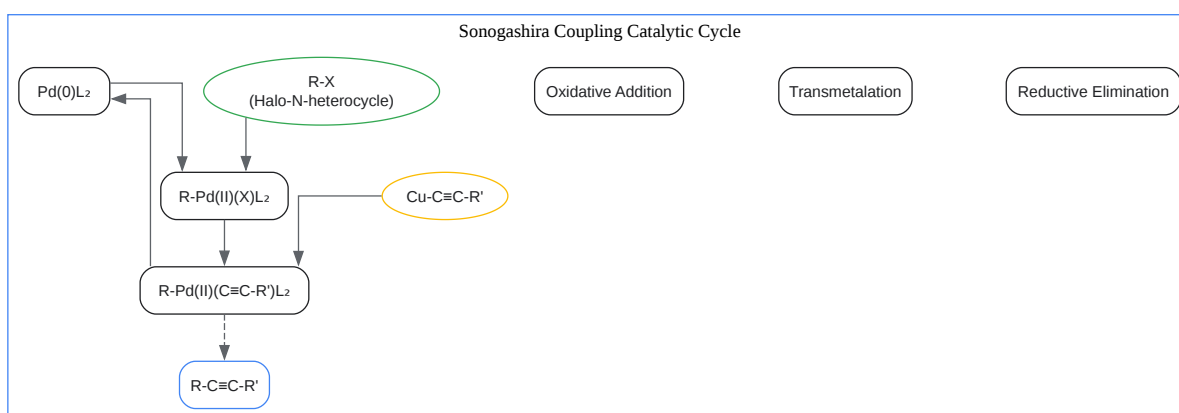 Sonogashira Coupling Catalytic Cycle
Pd(0)L₂
R-X
(Halo-N-heterocycle)
Oxidative Addition
Transmetalation
Reductive Elimination
R-Pd(II)(X)L₂
Cu-C≡C-R'
R-Pd(II)(C≡C-R')L₂
R-C≡C-R'